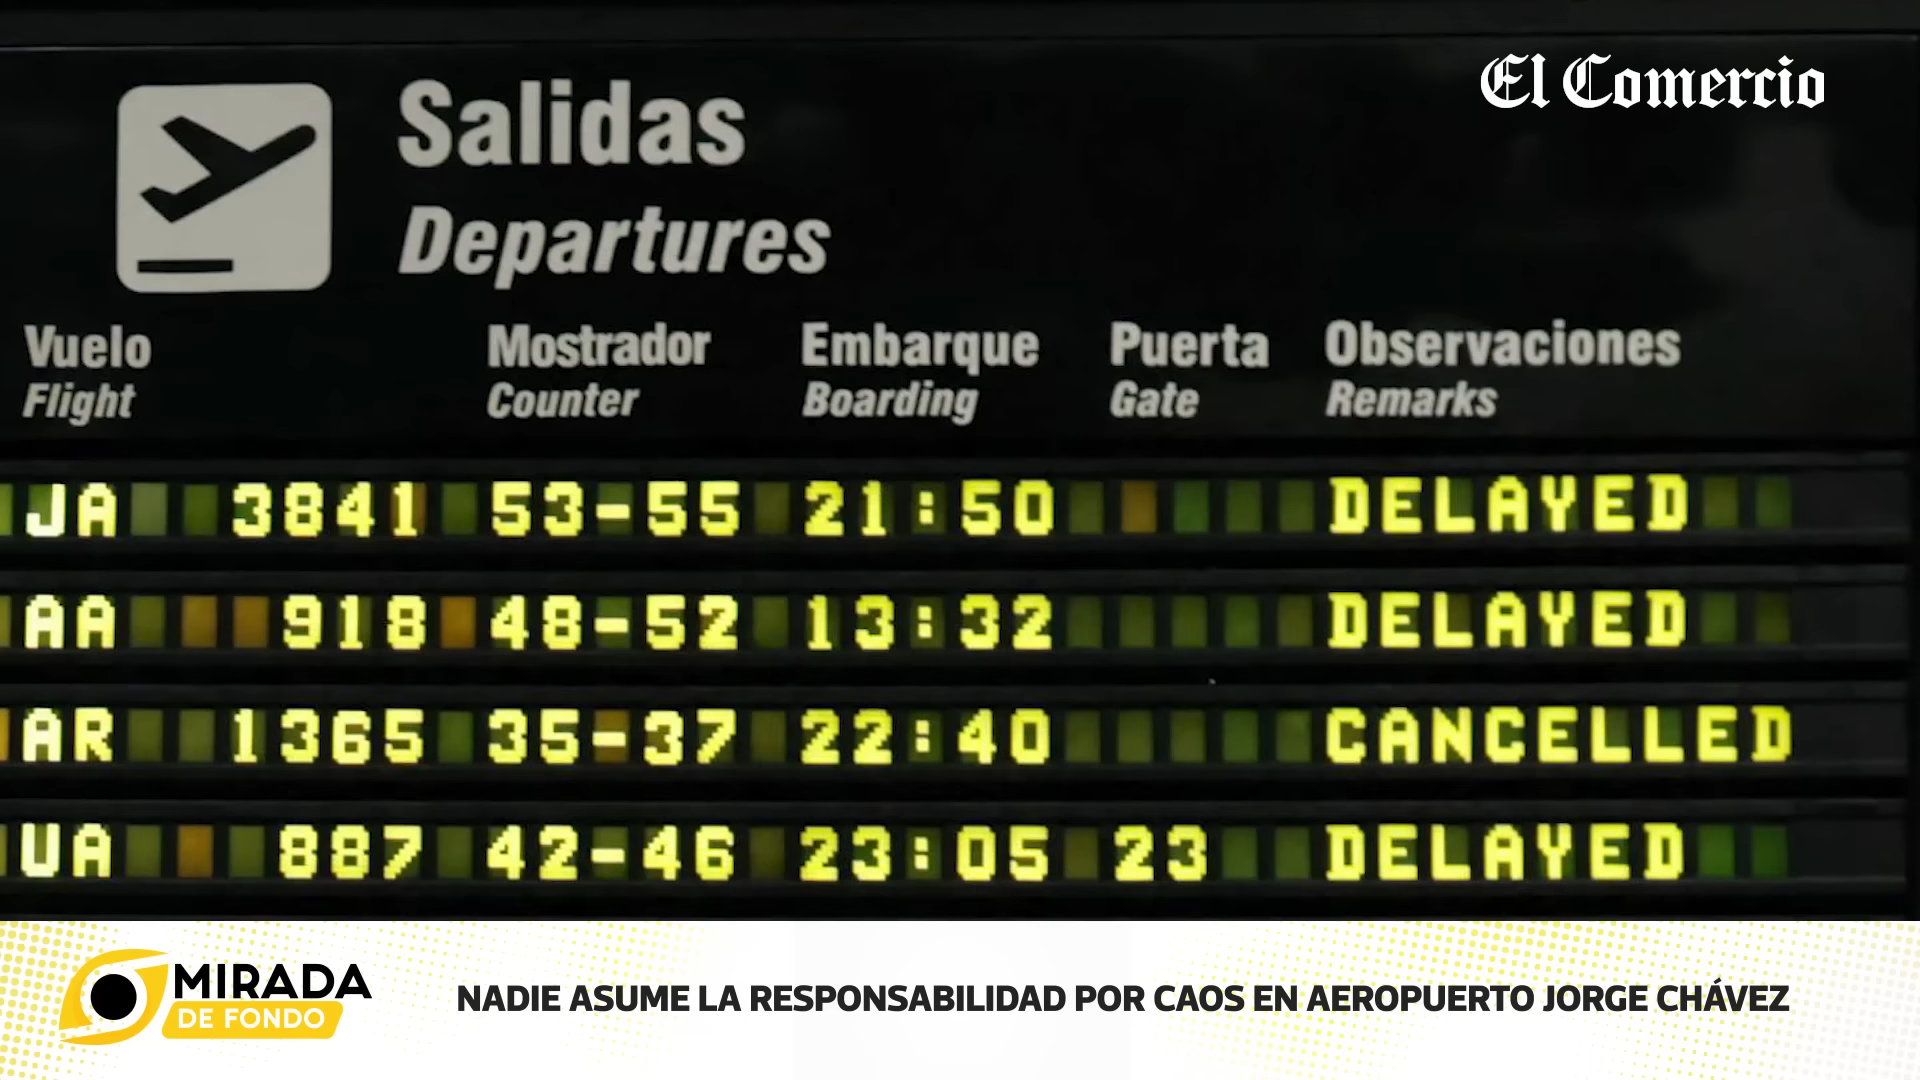 El Comercio
Salidas
Departures
Vuelo Mostrador Embarque Puerta Observaciones
Flight Counter Boarding Gate Remarks
JA 3841 53-55 21:50 DELAYED
AA 918 48-52 13:32 DELAYED
AR 1365 35-37 22:40 CANCELLED
UA 887 42-46 23:05 23 DELAYED
MIRADA
DE FONDO
NADIE ASUME LA RESPONSABILIDAD POR CAOS EN AEROPUERTO JORGE CHÁVEZ